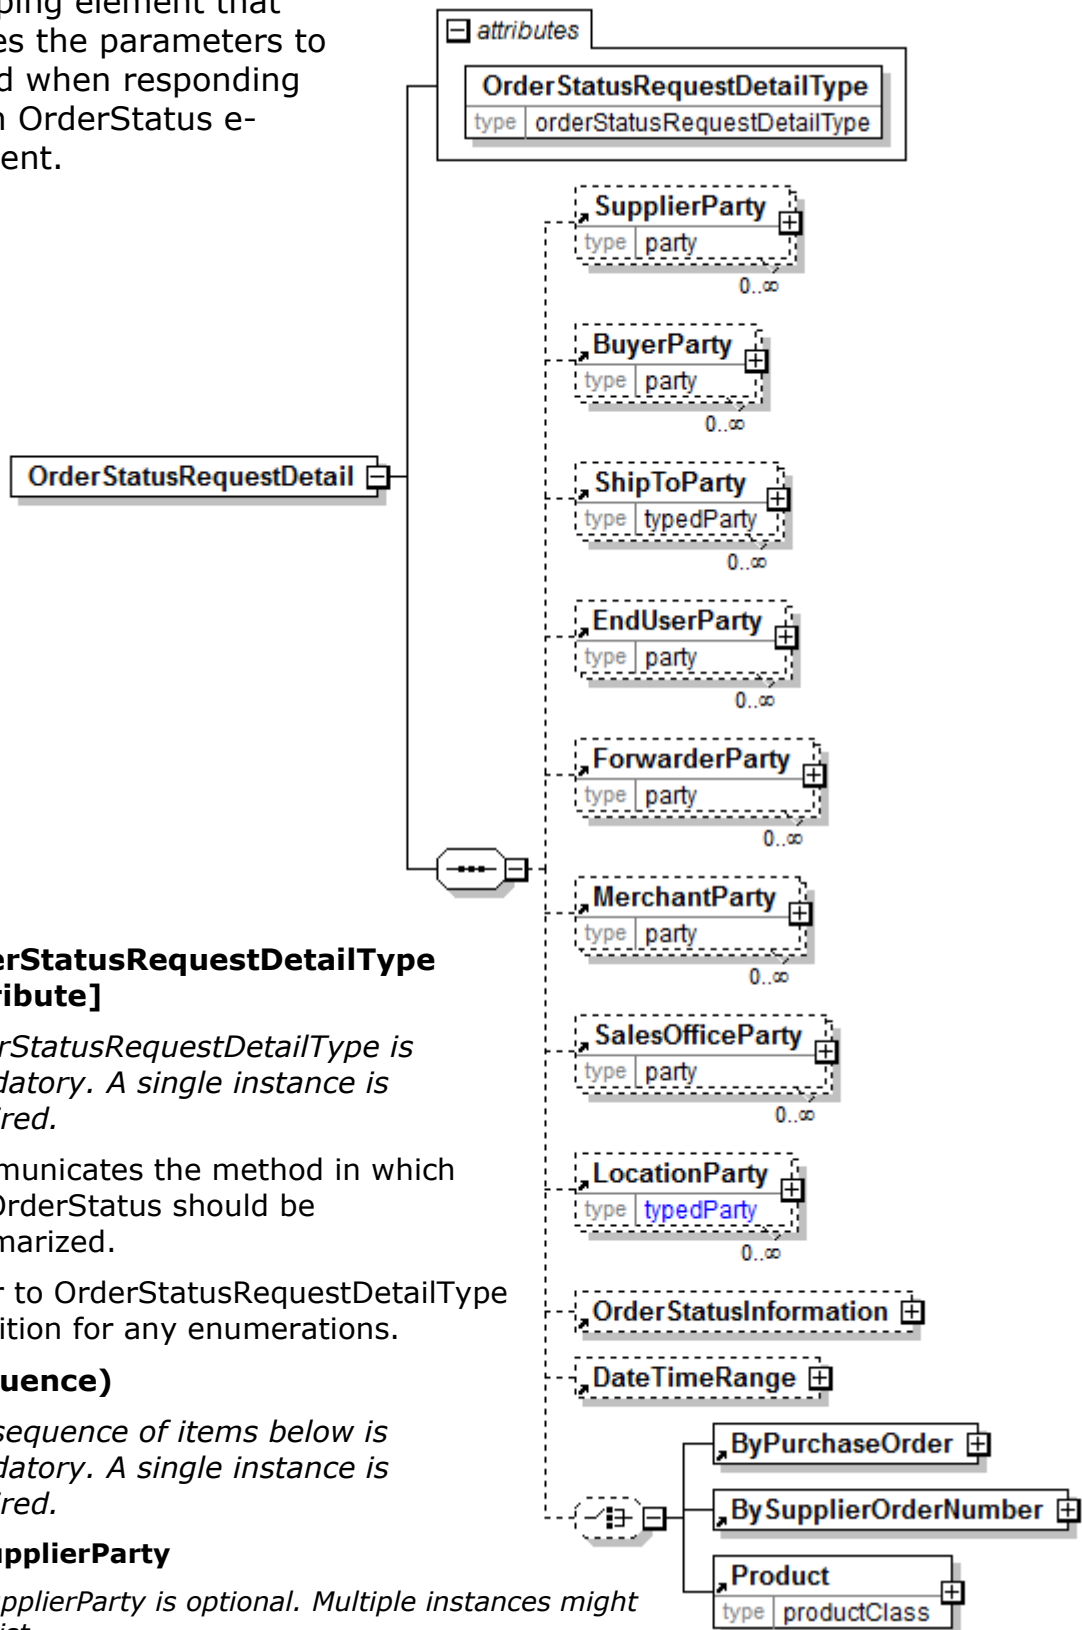 ping element that
es the parameters to
d when responding
n OrderStatus e-
ent.
attributes
OrderStatusRequestDetailType
type orderStatusRequestDetailType
SupplierParty
type party
0..∞
BuyerParty
type party
0..∞
OrderStatusRequestDetail
ShipToParty
type typedParty
0..∞
EndUserParty
type party
0..∞
ForwarderParty
type party
0..∞
MerchantParty
type party
0..∞
SalesOfficeParty
type party
0..∞
LocationParty
type typedParty
0..∞
OrderStatusInformation
DateTimeRange
ByPurchaseOrder
BySupplierOrderNumber
Product
type productClass
erStatusRequestDetailType
ribute]
rStatusRequestDetailType is
datory. A single instance is
ired.
municates the method in which
OrderStatus should be
marized.
r to OrderStatusRequestDetailType
ition for any enumerations.
uence)
sequence of items below is
datory. A single instance is
ired.
upplierParty
pplierParty is optional. Multiple instances might